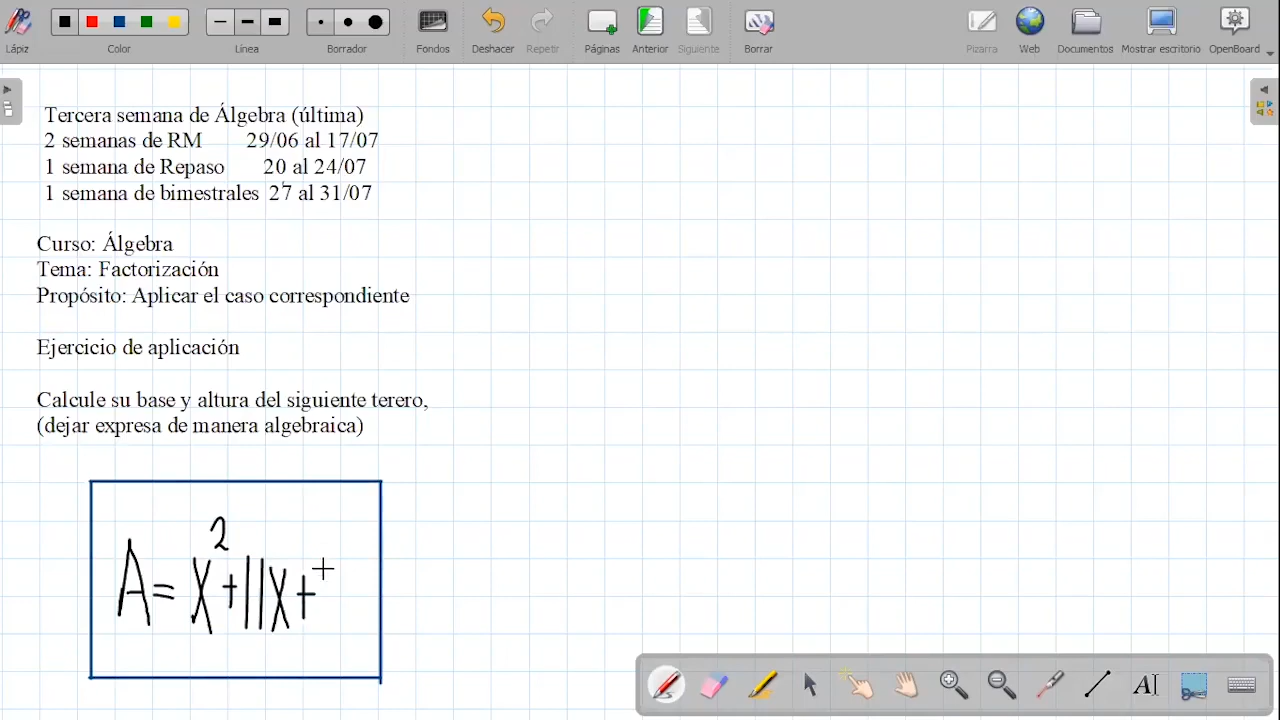 Lápiz
Color
Línea
Borrador
Fondos
Deshacer
Repetir
Páginas
Anterior
Siguiente
Borrar
Pizarra
Web
Documentos
Mostrar escritorio
OpenBoard
Tercera semana de Álgebra (última)
2 semanas de RM 29/06 al 17/07
1 semana de Repaso 20 al 24/07
1 semana de bimestrales 27 al 31/07
Curso: Álgebra
Tema: Factorización
Propósito: Aplicar el caso correspondiente
Ejercicio de aplicación
Calcule su base y altura del siguiente terero,
(dejar expresa de manera algebraica)
A= x² + 11x +